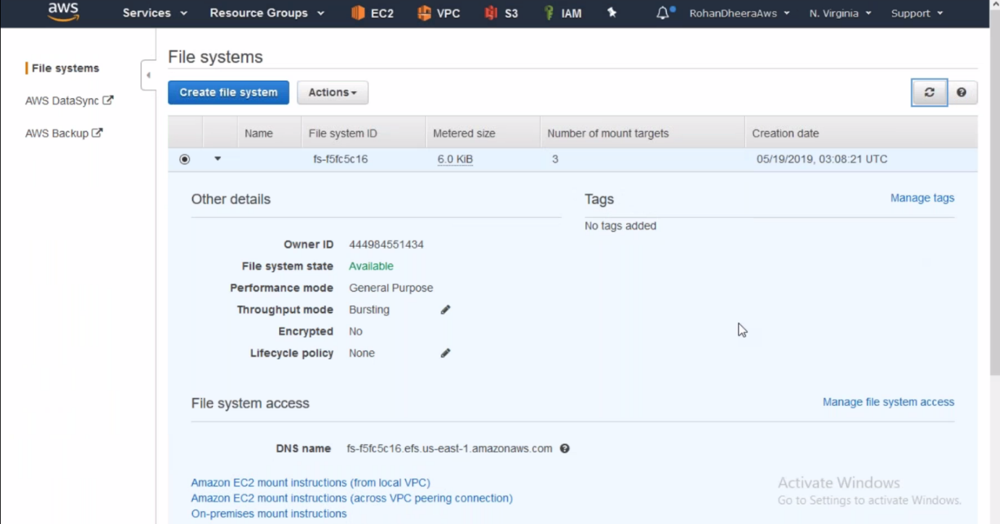 aws Services Resource Groups EC2 VPC S3 IAM RohanDheeraAws N. Virginia Support
File systems
AWS DataSync
AWS Backup
File systems
Create file system Actions
Name File system ID Metered size Number of mount targets Creation date
fs-f5fc5c16 6.0 KiB 3 05/19/2019, 03:08:21 UTC
Other details
Owner ID 444984551434
File system state Available
Performance mode General Purpose
Throughput mode Bursting
Encrypted No
Lifecycle policy None
Tags Manage tags
No tags added
File system access Manage file system access
DNS name fs-f5fc5c16.efs.us-east-1.amazonaws.com
Amazon EC2 mount instructions (from local VPC)
Amazon EC2 mount instructions (across VPC peering connection)
On-premises mount instructions
Activate Windows
Go to Settings to activate Windows.